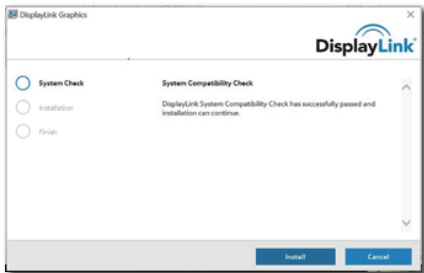 DisplayLink Graphics
DisplayLink
System Check
System Compatibility Check
DisplayLink System Compatibility Check has successfully passed and
installation can continue.
Installation
Finish
Install
Cancel